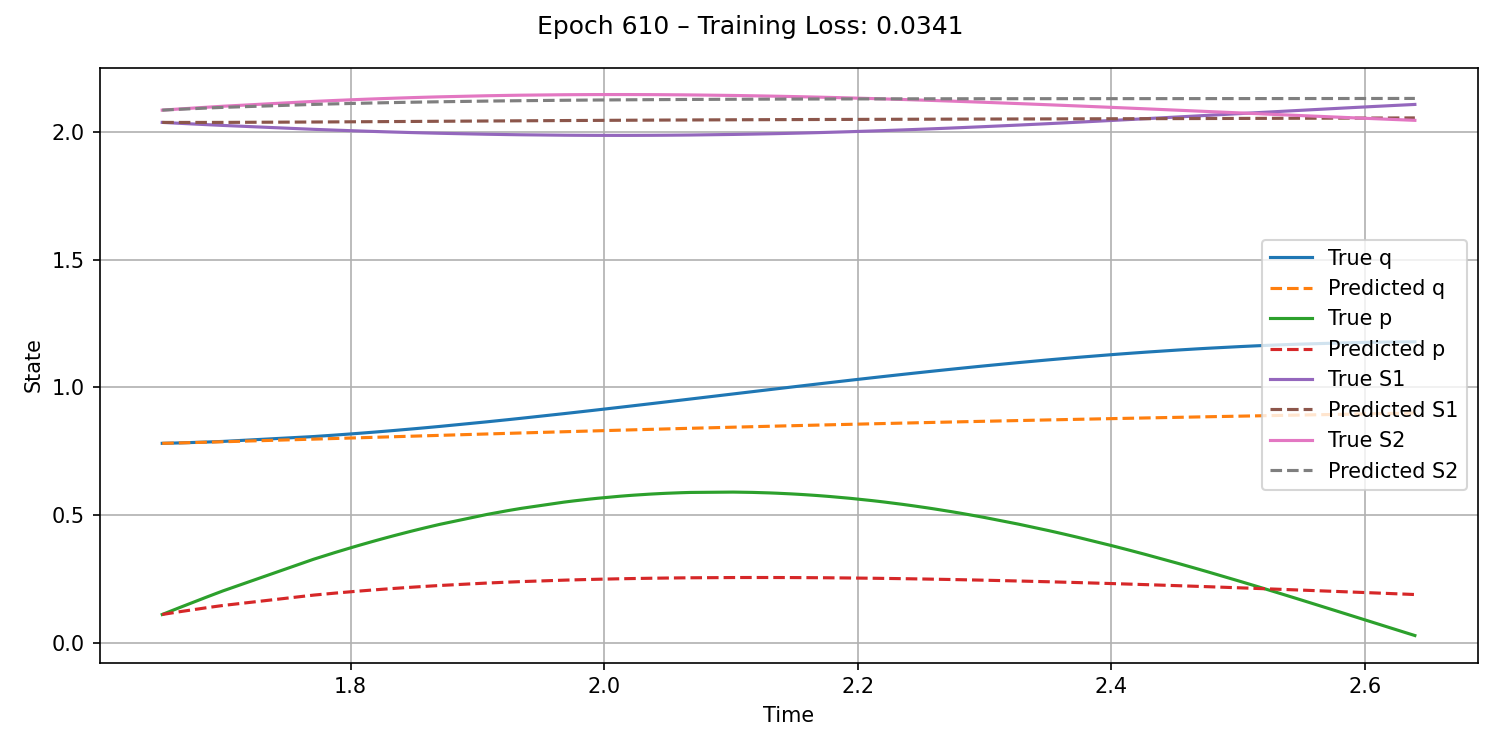 Epoch 610 – Training Loss: 0.0341
State
2.0
1.5
1.0
0.5
0.0
True q
Predicted q
True p
Predicted p
True S1
Predicted S1
True S2
Predicted S2
1.8 2.0 2.2 2.4 2.6
Time